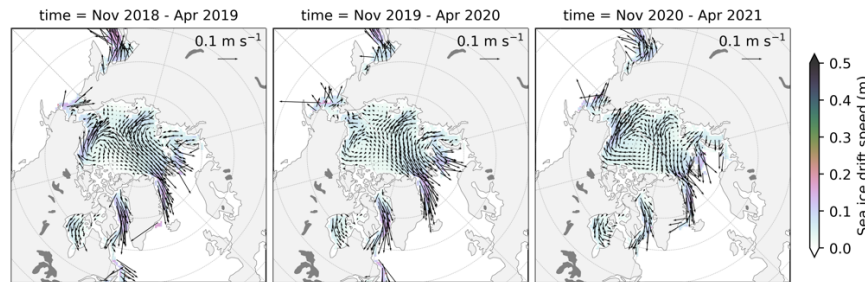 time = Nov 2018 - Apr 2019
time = Nov 2019 - Apr 2020
time = Nov 2020 - Apr 2021
0.1 m s⁻¹
0.1 m s⁻¹
0.1 m s⁻¹
0.5
0.4
0.3
0.2
0.1
0.0
Sea ice drift speed (m)